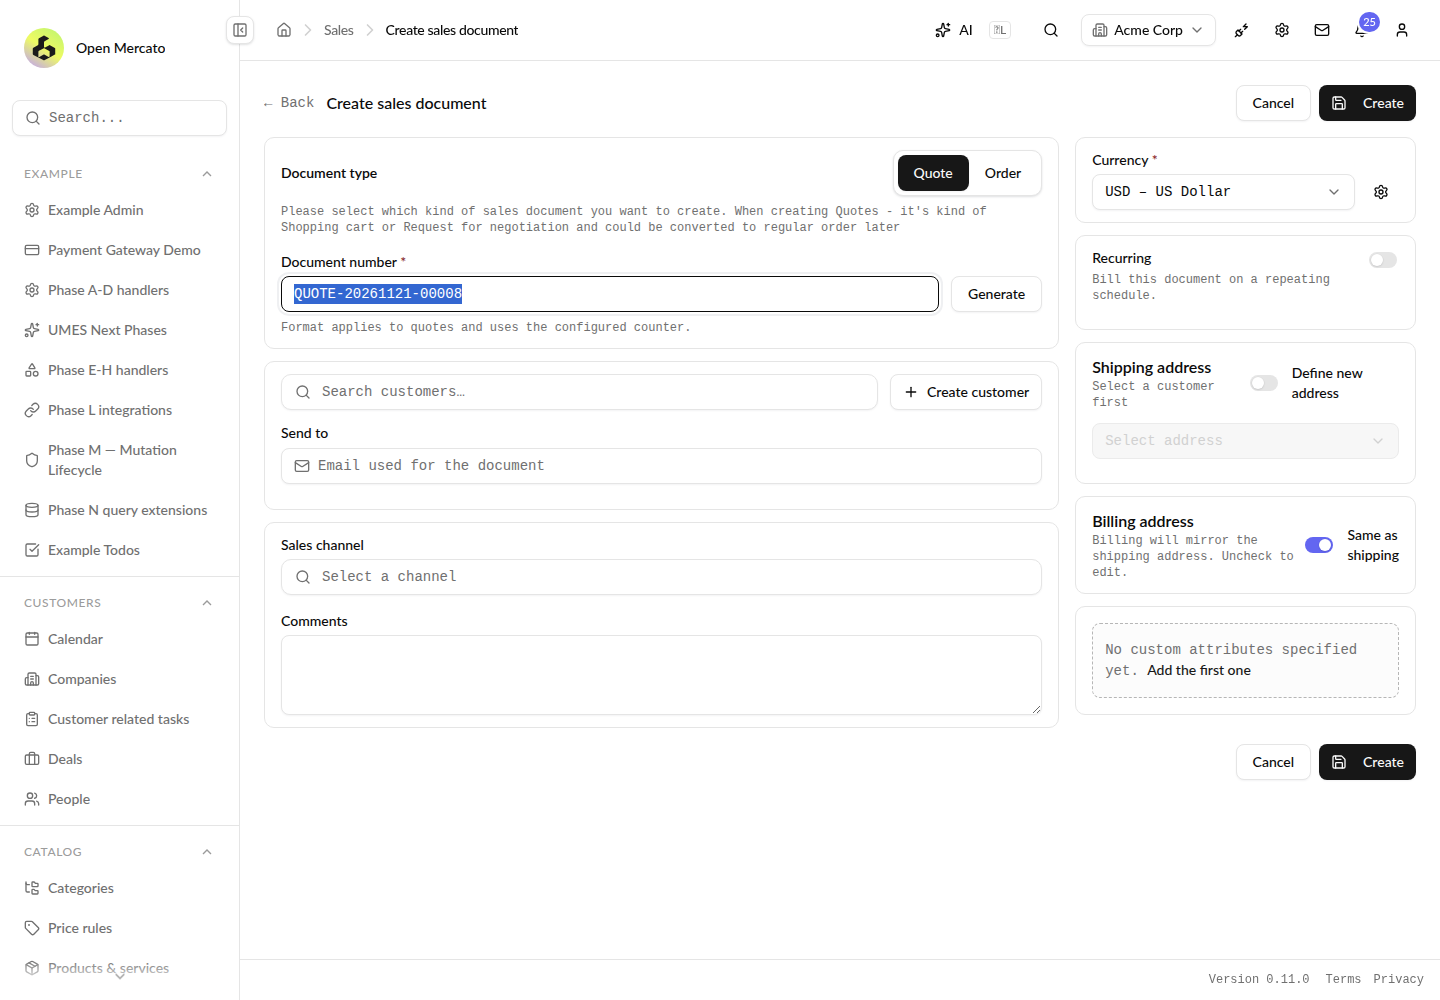 Open Mercato
Search...
EXAMPLE
Example Admin
Payment Gateway Demo
Phase A-D handlers
UMES Next Phases
Phase E-H handlers
Phase L integrations
Phase M — Mutation
Lifecycle
Phase N query extensions
Example Todos
CUSTOMERS
Calendar
Companies
Customer related tasks
Deals
People
CATALOG
Categories
Price rules
Products & services
Sales
Create sales document
AI
L
Acme Corp
25
← Back
Create sales document
Cancel
Create
Document type
Quote
Order
Please select which kind of sales document you want to create. When creating Quotes - it's kind of
Shopping cart or Request for negotiation and could be converted to regular order later
Document number *
QUOTE-20261121-00008
Generate
Format applies to quotes and uses the configured counter.
Search customers…
Create customer
Send to
Email used for the document
Sales channel
Select a channel
Comments
Currency *
USD – US Dollar
Recurring
Bill this document on a repeating
schedule.
Shipping address
Select a customer
first
Define new
address
Select address
Billing address
Billing will mirror the
shipping address. Uncheck to
edit.
Same as
shipping
No custom attributes specified
yet. Add the first one
Cancel
Create
Version 0.11.0
Terms
Privacy